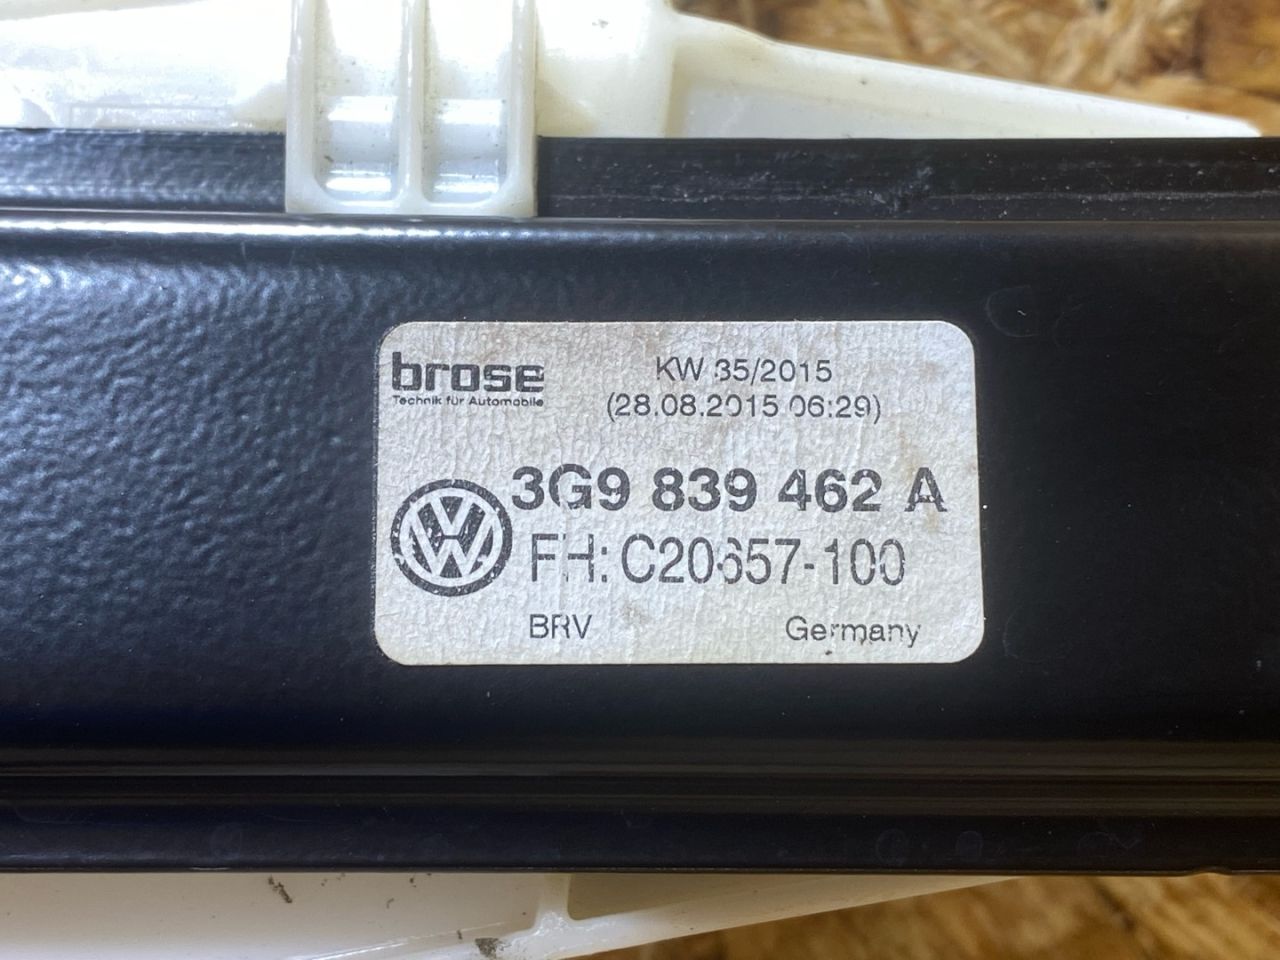 brose
Technik für Automobile
KW 35/2015
(28.08.2015 06:29)
3G9 839 462 A
FH: C20657-100
BRV
Germany